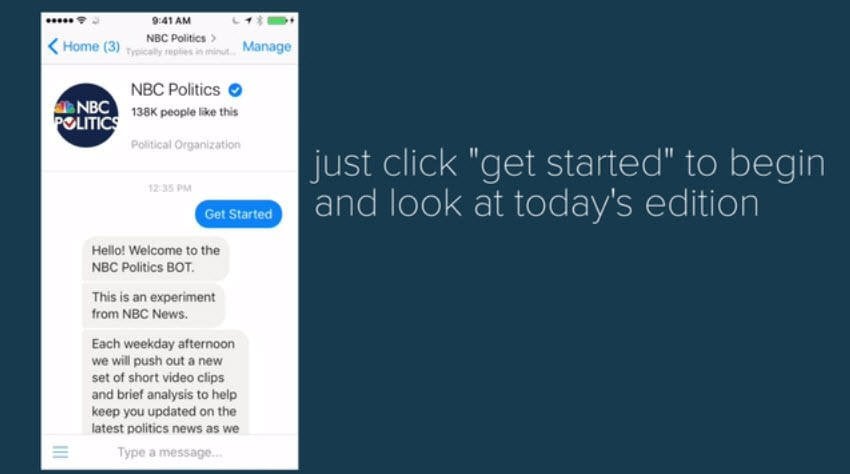 9:41 AM
Home (3)
NBC Politics >
Typically replies in minut...
Manage
NBC POLITICS
NBC Politics
138K people like this
Political Organization
12:35 PM
Get Started
Hello! Welcome to the
NBC Politics BOT.
This is an experiment
from NBC News.
Each weekday afternoon
we will push out a new
set of short video clips
and brief analysis to help
keep you updated on the
latest politics news as we
Type a message...
just click "get started" to begin
and look at today's edition